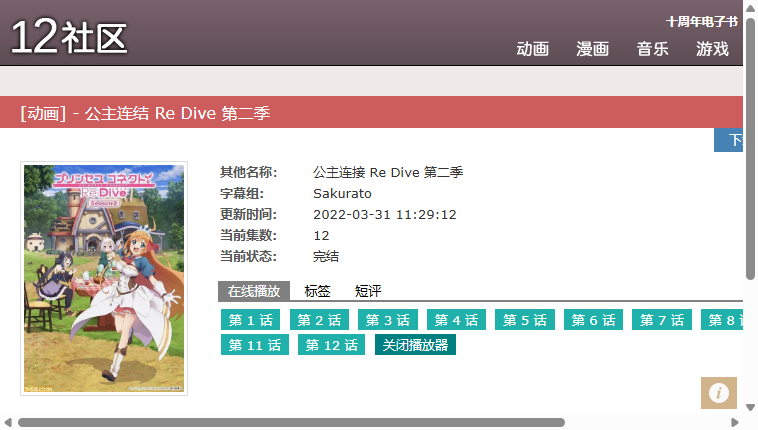 十周年电子书
12社区
动画 漫画 音乐 游戏
[动画] - 公主连结 Re Dive 第二季
プリンセスコネクト!
Re:Dive
Season 2
其他名称: 公主连接 Re Dive 第二季
字幕组: Sakurato
更新时间: 2022-03-31 11:29:12
当前集数: 12
当前状态: 完结
在线播放 标签 短评
第 1 话 第 2 话 第 3 话 第 4 话 第 5 话 第 6 话 第 7 话 第 8
第 11 话 第 12 话 关闭播放器
i